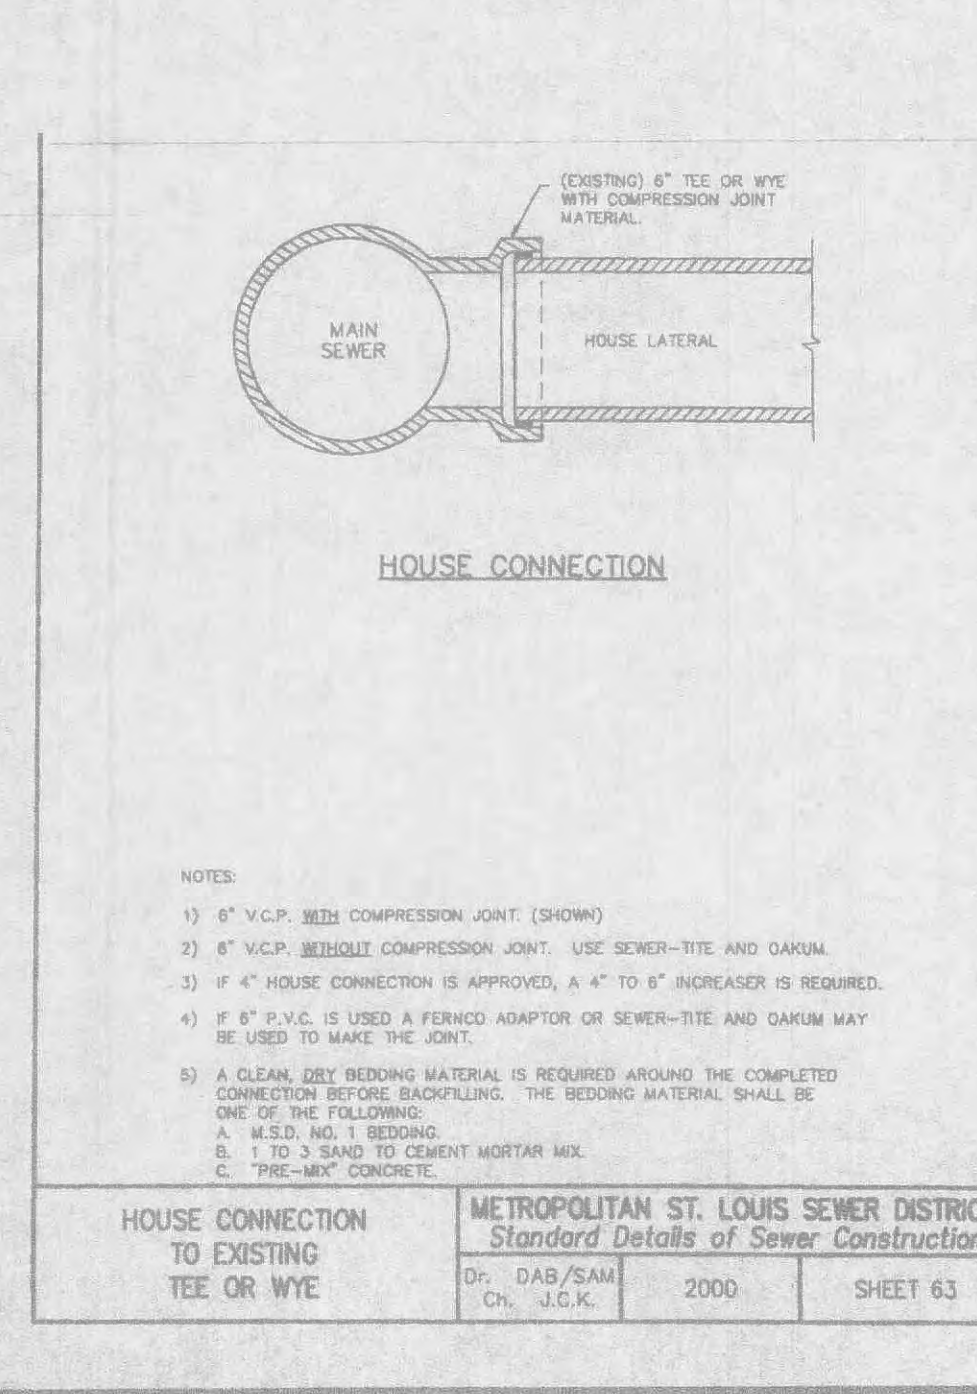 (EXISTING) 6" TEE OR WYE
WITH COMPRESSION JOINT
MATERIAL.
MAIN
SEWER
HOUSE LATERAL
HOUSE CONNECTION
NOTES:
1) 6" V.C.P. WITH COMPRESSION JOINT. (SHOWN)
2) 6" V.C.P. WITHOUT COMPRESSION JOINT. USE SEWER-TITE AND OAKUM.
3) IF 4" HOUSE CONNECTION IS APPROVED, A 4" TO 6" INCREASER IS REQUIRED.
4) IF 6" P.V.C. IS USED A FERNCO ADAPTOR OR SEWER-TITE AND OAKUM MAY
BE USED TO MAKE THE JOINT.
5) A CLEAN, DRY BEDDING MATERIAL IS REQUIRED AROUND THE COMPLETED
CONNECTION BEFORE BACKFILLING. THE BEDDING MATERIAL SHALL BE
ONE OF THE FOLLOWING:
A. M.S.D. NO. 1 BEDDING.
B. 1 TO 3 SAND TO CEMENT MORTAR MIX.
C. "PRE-MIX" CONCRETE.
HOUSE CONNECTION
TO EXISTING
TEE OR WYE
METROPOLITAN ST. LOUIS SEWER DISTRIC
Standard Details of Sewer Construction
Dr. DAB/SAM
Ch. J.C.K.
2000
SHEET 63